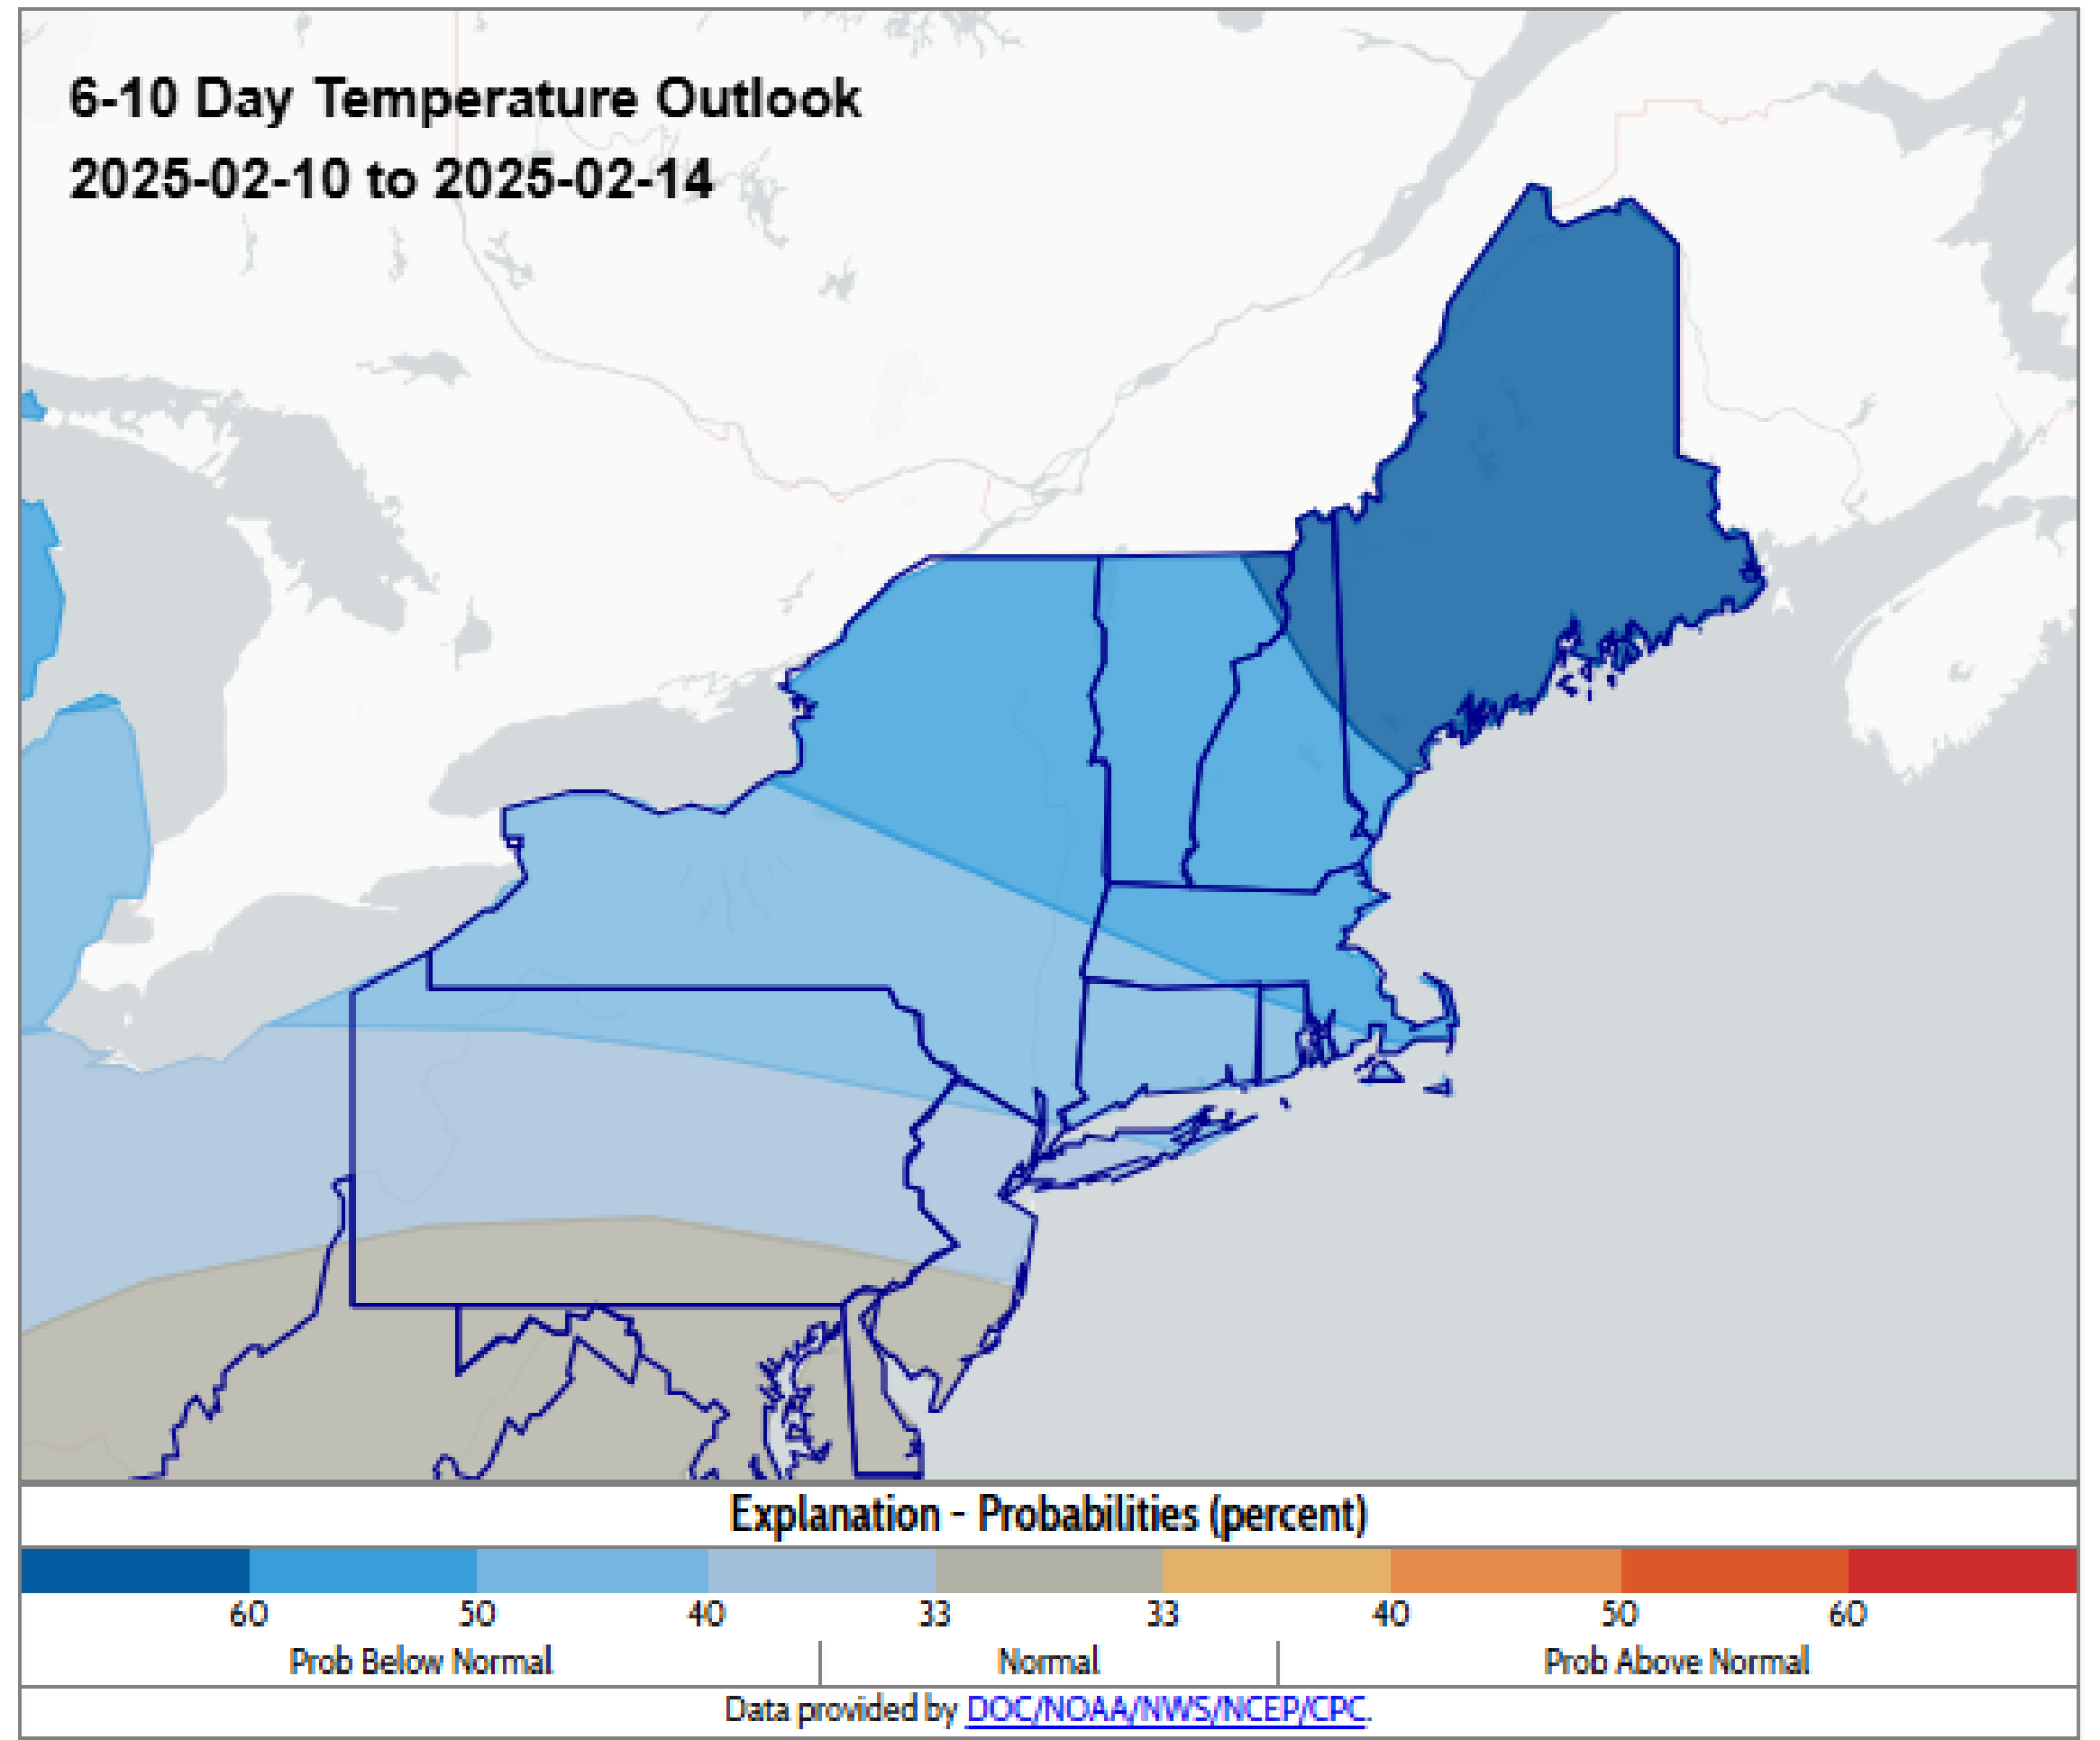 6-10 Day Temperature Outlook
2025-02-10 to 2025-02-14
Explanation - Probabilities (percent)
60 50 40 33 33 40 50 60
Prob Below Normal Normal Prob Above Normal
Data provided by DOC/NOAA/NWS/NCEP/CPC.